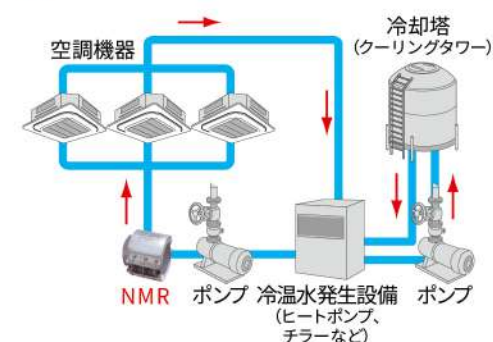 冷却塔
(クーリングタワー)
空調機器
NMR
ポンプ
冷温水発生設備
(ヒートポンプ、
チラーなど)
ポンプ